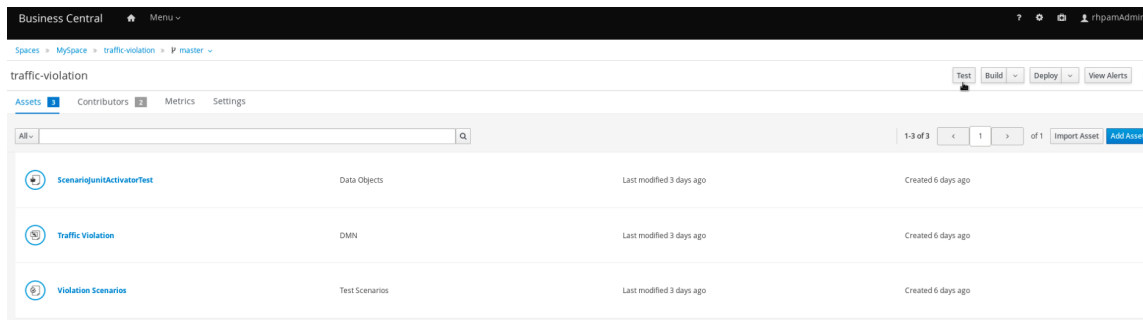 Business Central Menu ? rhpamAdmin
Spaces » MySpace » traffic-violation » master
traffic-violation Test Build Deploy View Alerts
Assets 3 Contributors 2 Metrics Settings
All 1-3 of 3 < 1 > of 1 Import Asset Add Asse
ScenarioJunitActivatorTest Data Objects Last modified 3 days ago Created 6 days ago
Traffic Violation DMN Last modified 3 days ago Created 6 days ago
Violation Scenarios Test Scenarios Last modified 3 days ago Created 6 days ago